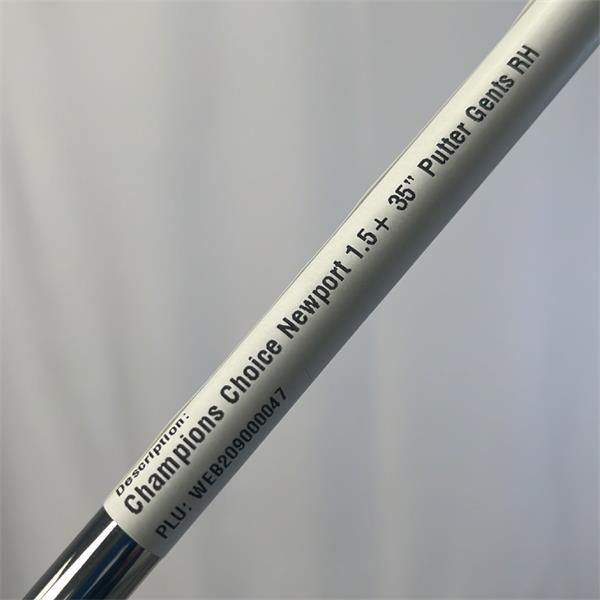 Description:
Champions Choice Newport 1.5+ 35" Putter Gents RH
PLU: WEB209000047